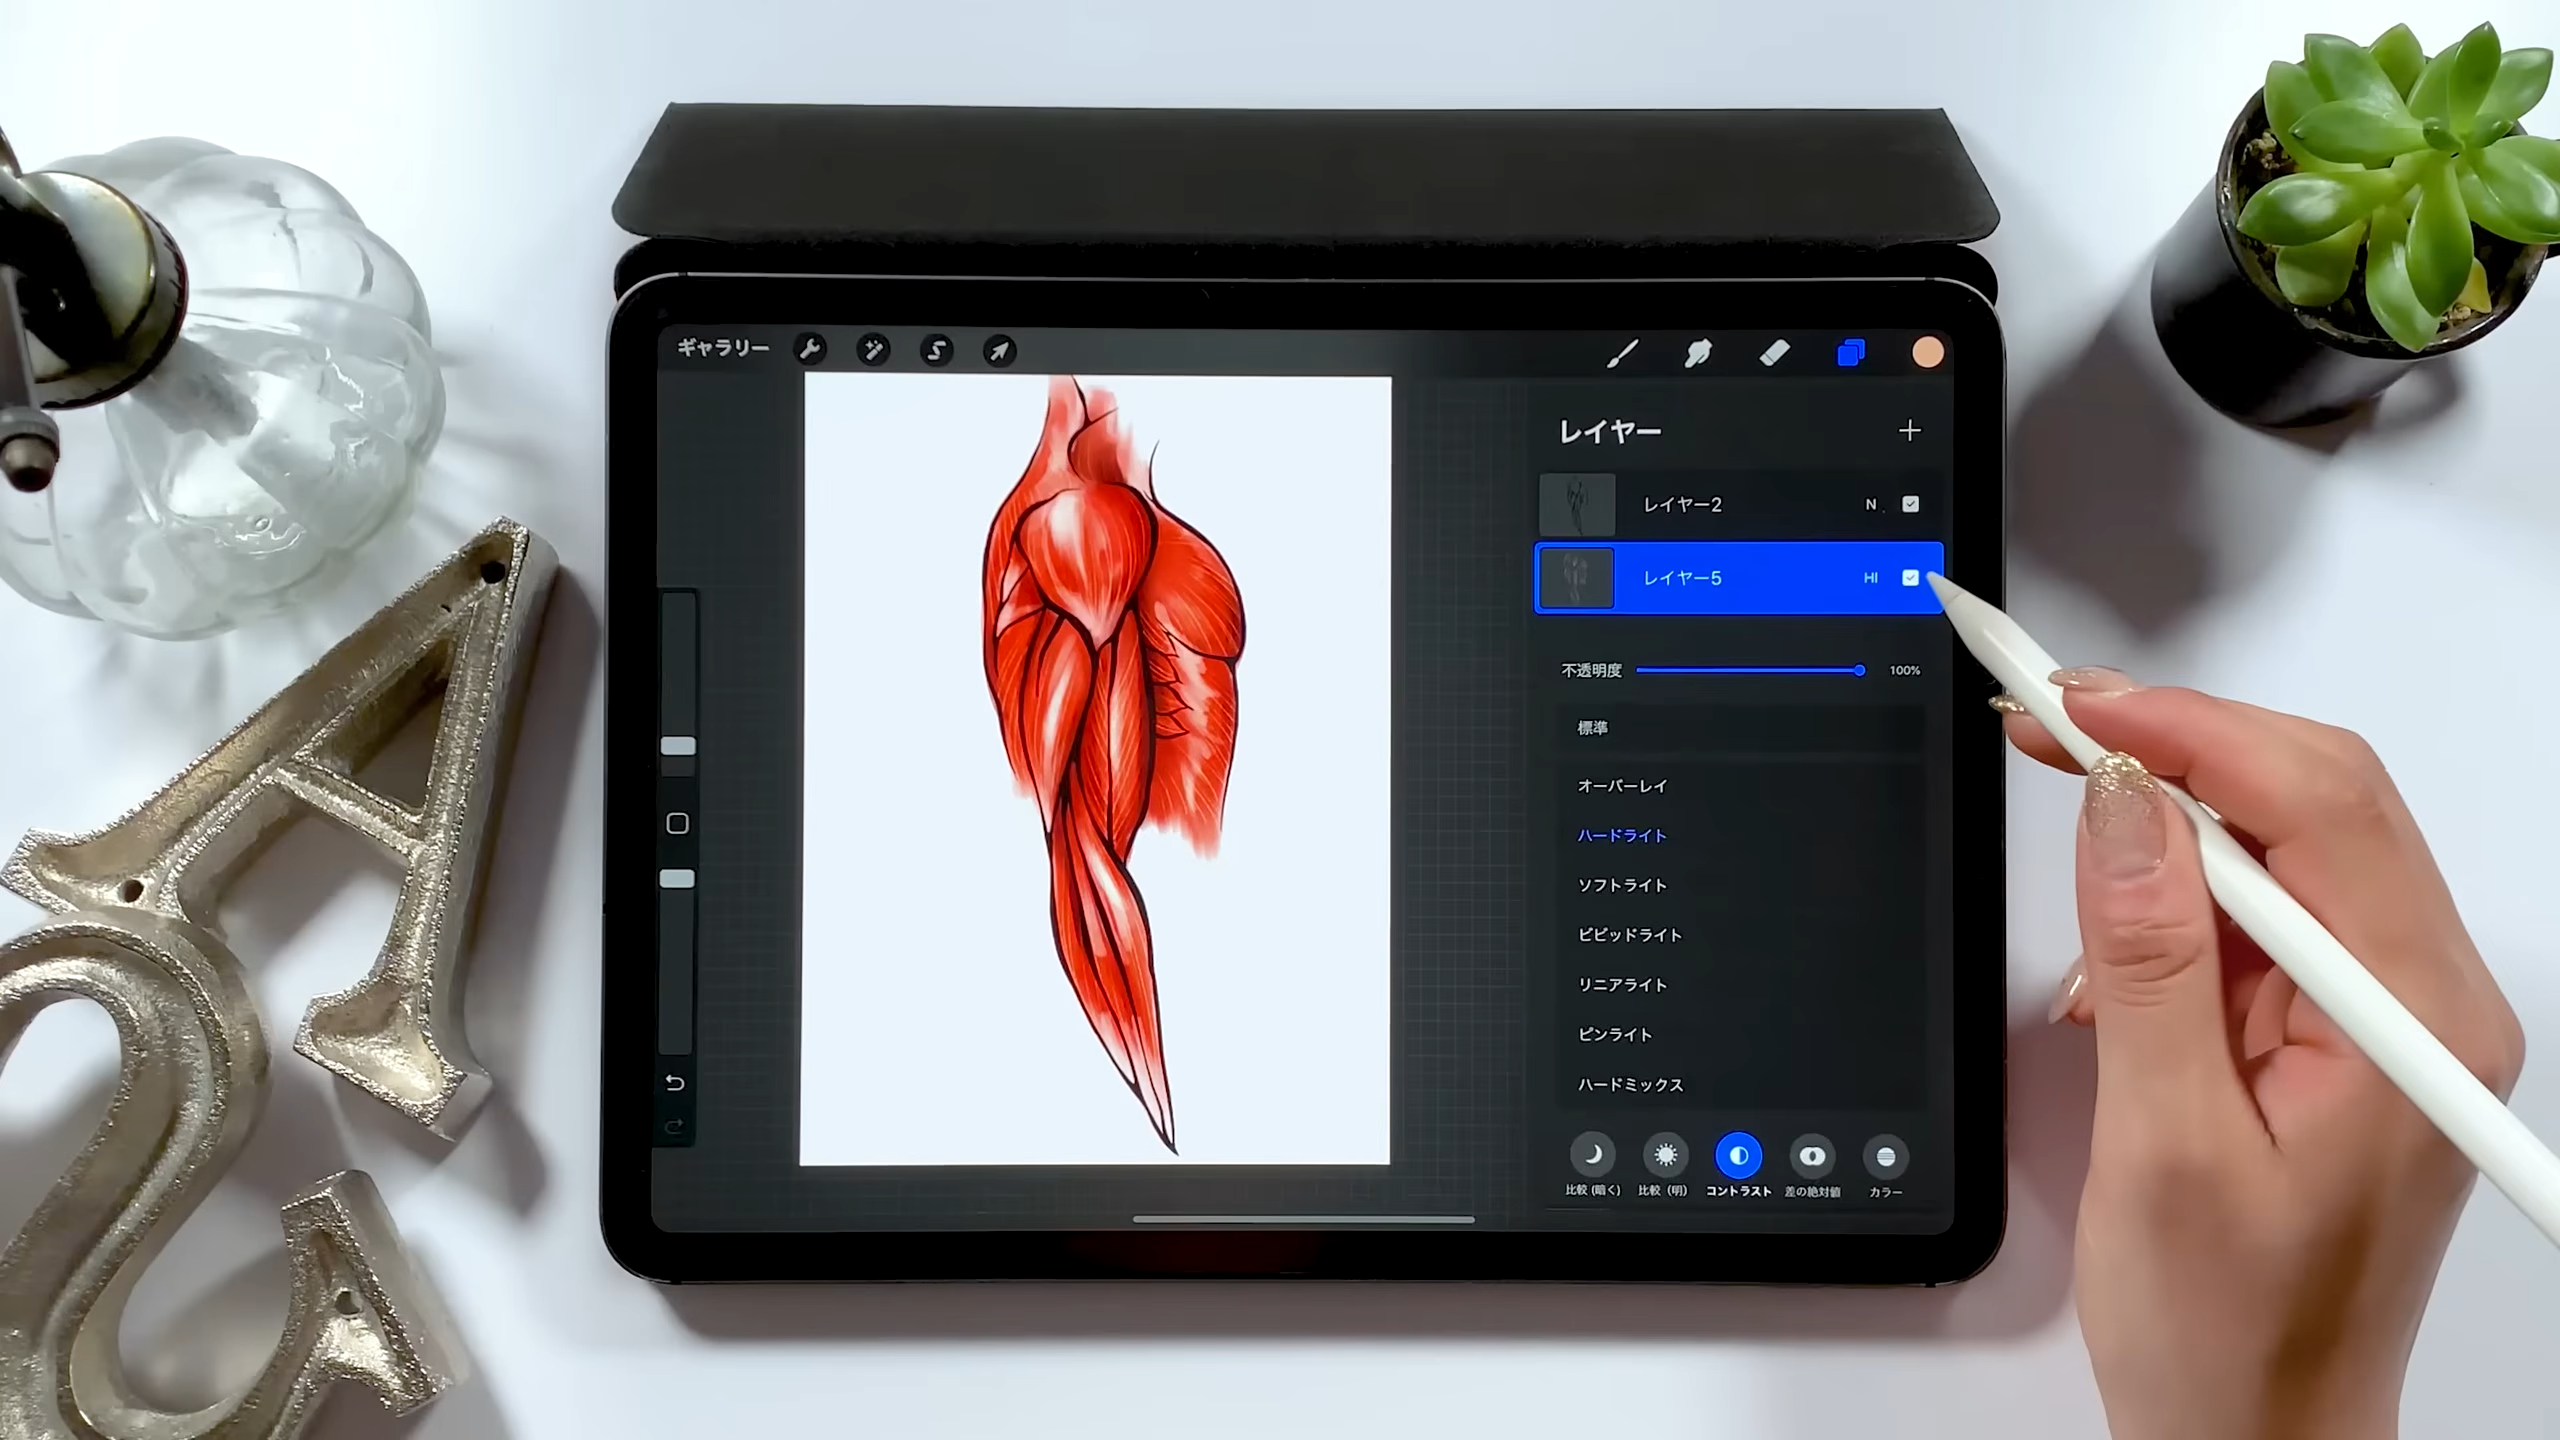 ギャラリー
レイヤー
レイヤー2
N
レイヤー5
HI
不透明度
100%
標準
オーバーレイ
ハードライト
ソフトライト
ビビッドライト
リニアライト
ピンライト
ハードミックス
比較 (暗く)
比較 (明)
コントラスト
差の絶対値
カラー
A
S